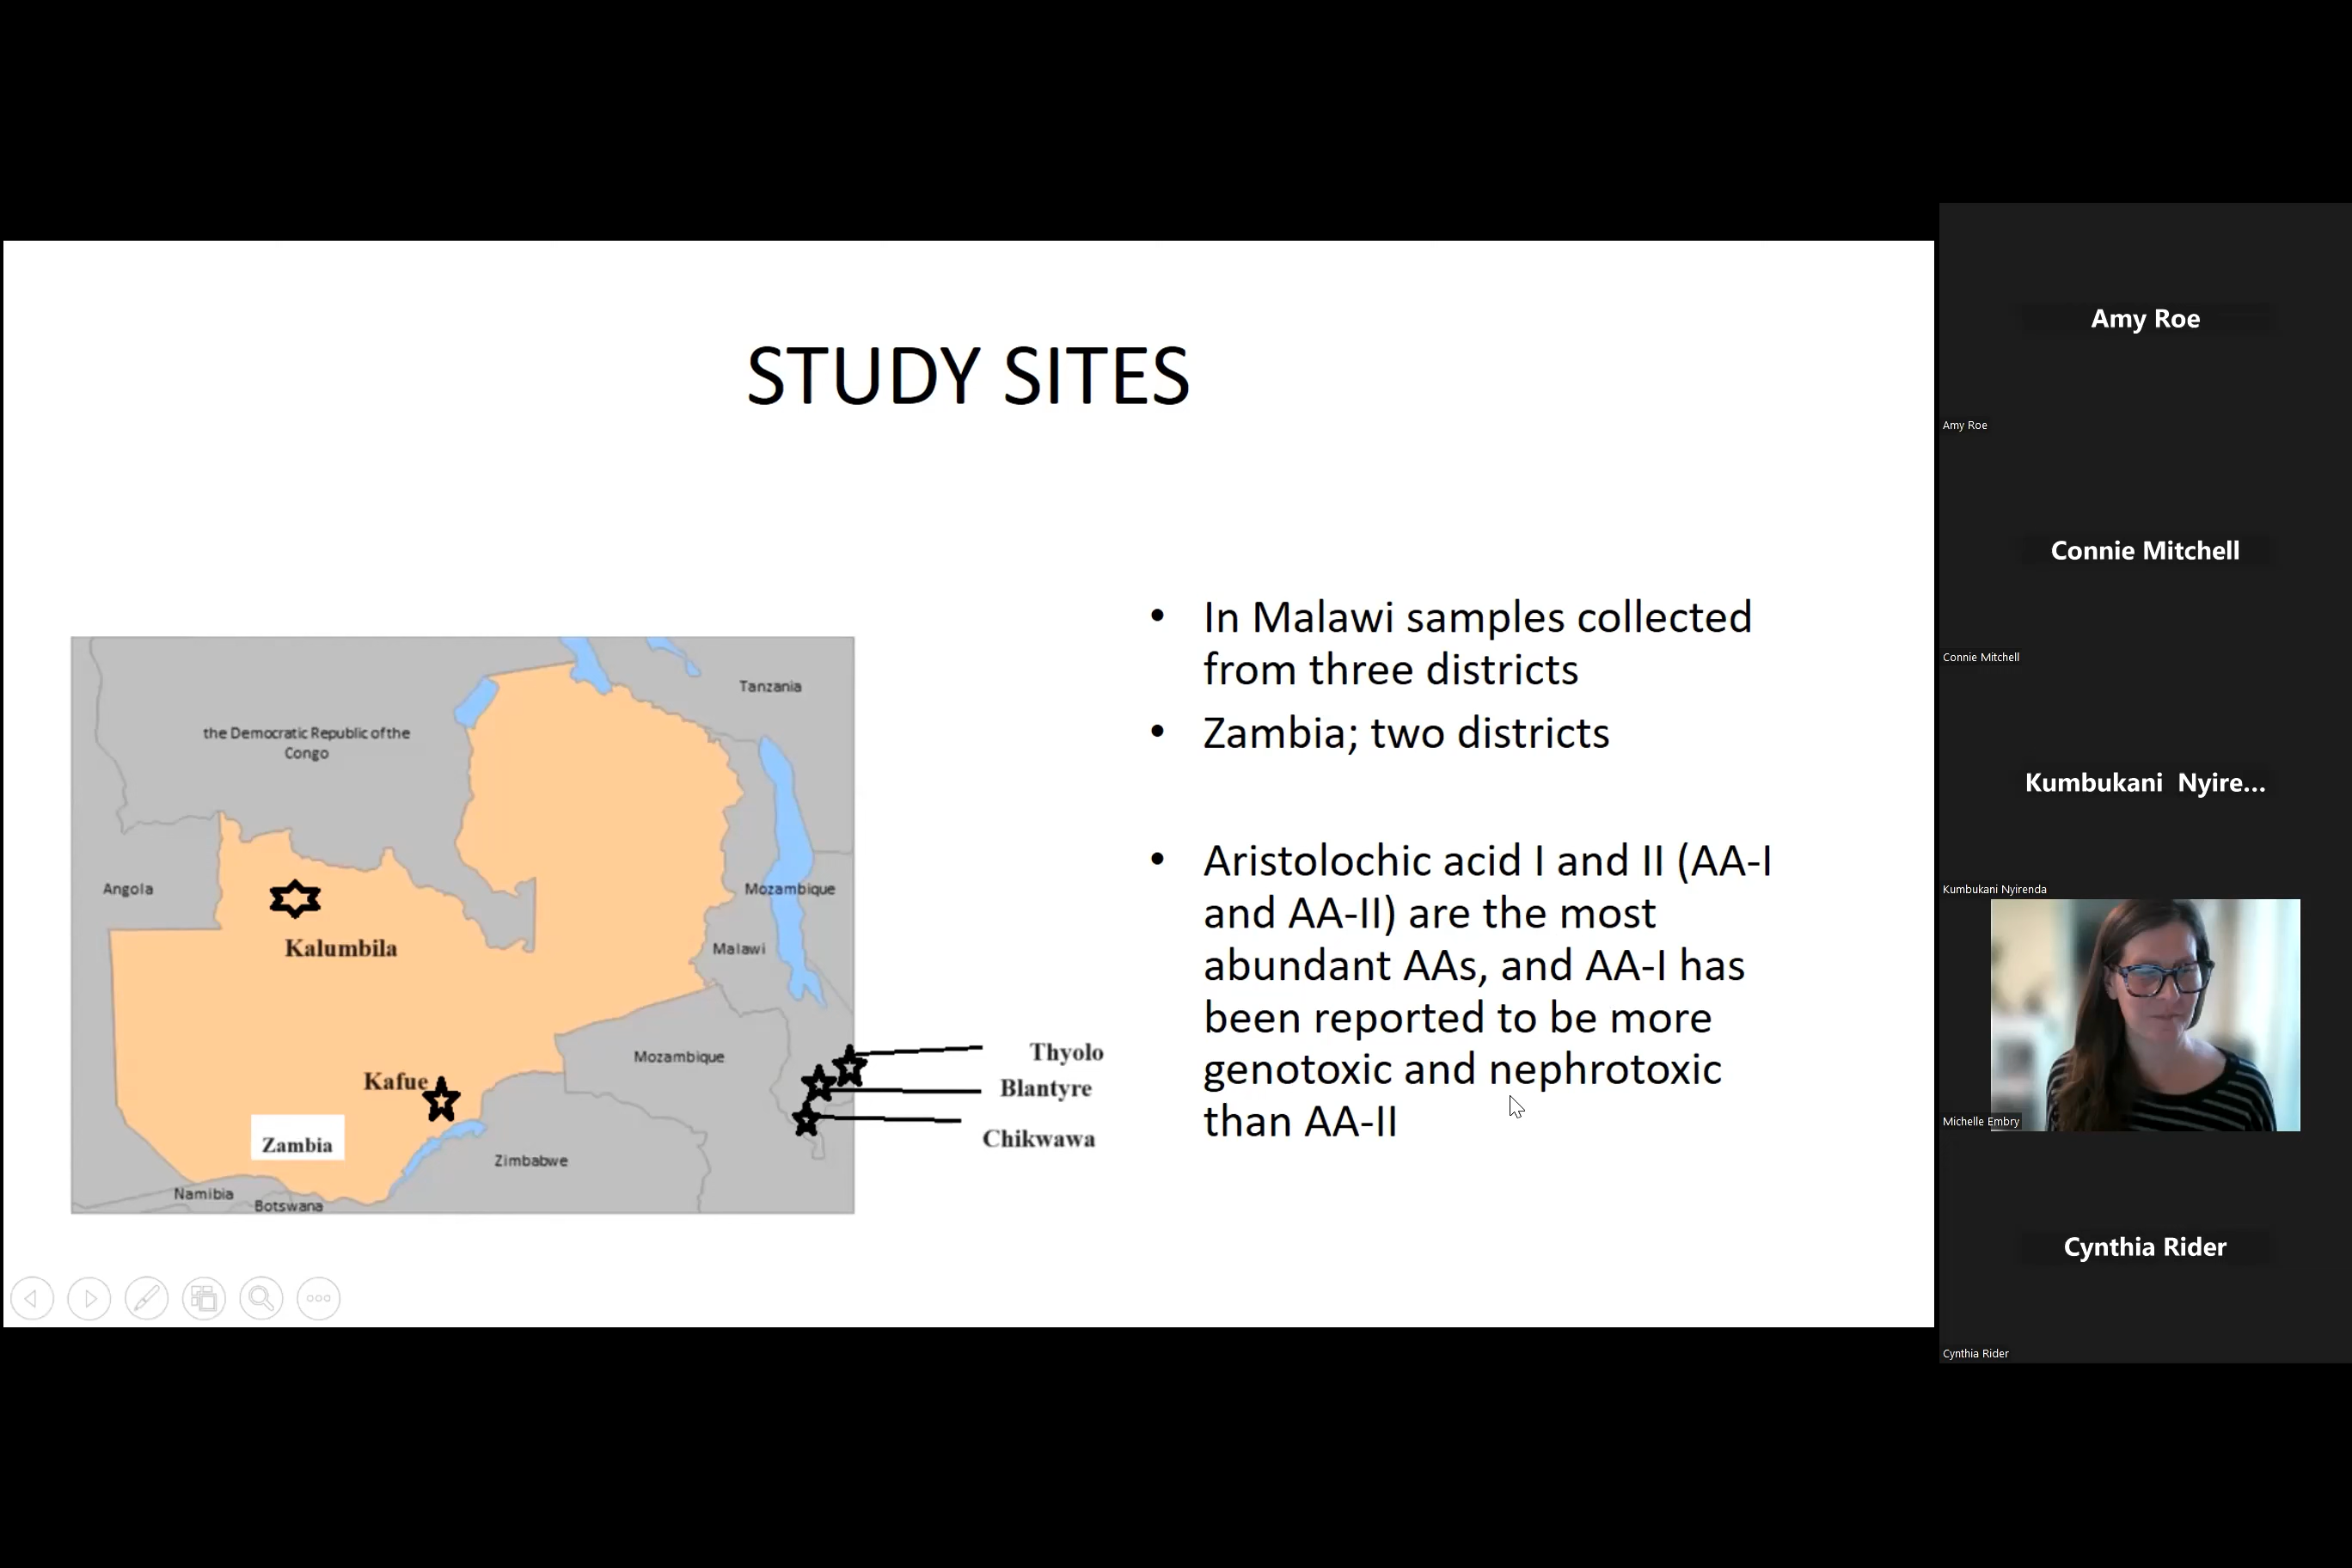 STUDY SITES
Tanzania
the Democratic Republic of the
Congo
Angola
Mozambique
Kalumbila
Malawi
Mozambique
Thyolo
Kafue
Blantyre
Zambia
Chikwawa
Zimbabwe
Namibia
Botswana
• In Malawi samples collected
from three districts
• Zambia; two districts
• Aristolochic acid I and II (AA-I
and AA-II) are the most
abundant AAs, and AA-I has
been reported to be more
genotoxic and nephrotoxic
than AA-II
Amy Roe
Amy Roe
Connie Mitchell
Connie Mitchell
Kumbukani Nyire...
Kumbukani Nyirenda
Michelle Embry
Cynthia Rider
Cynthia Rider